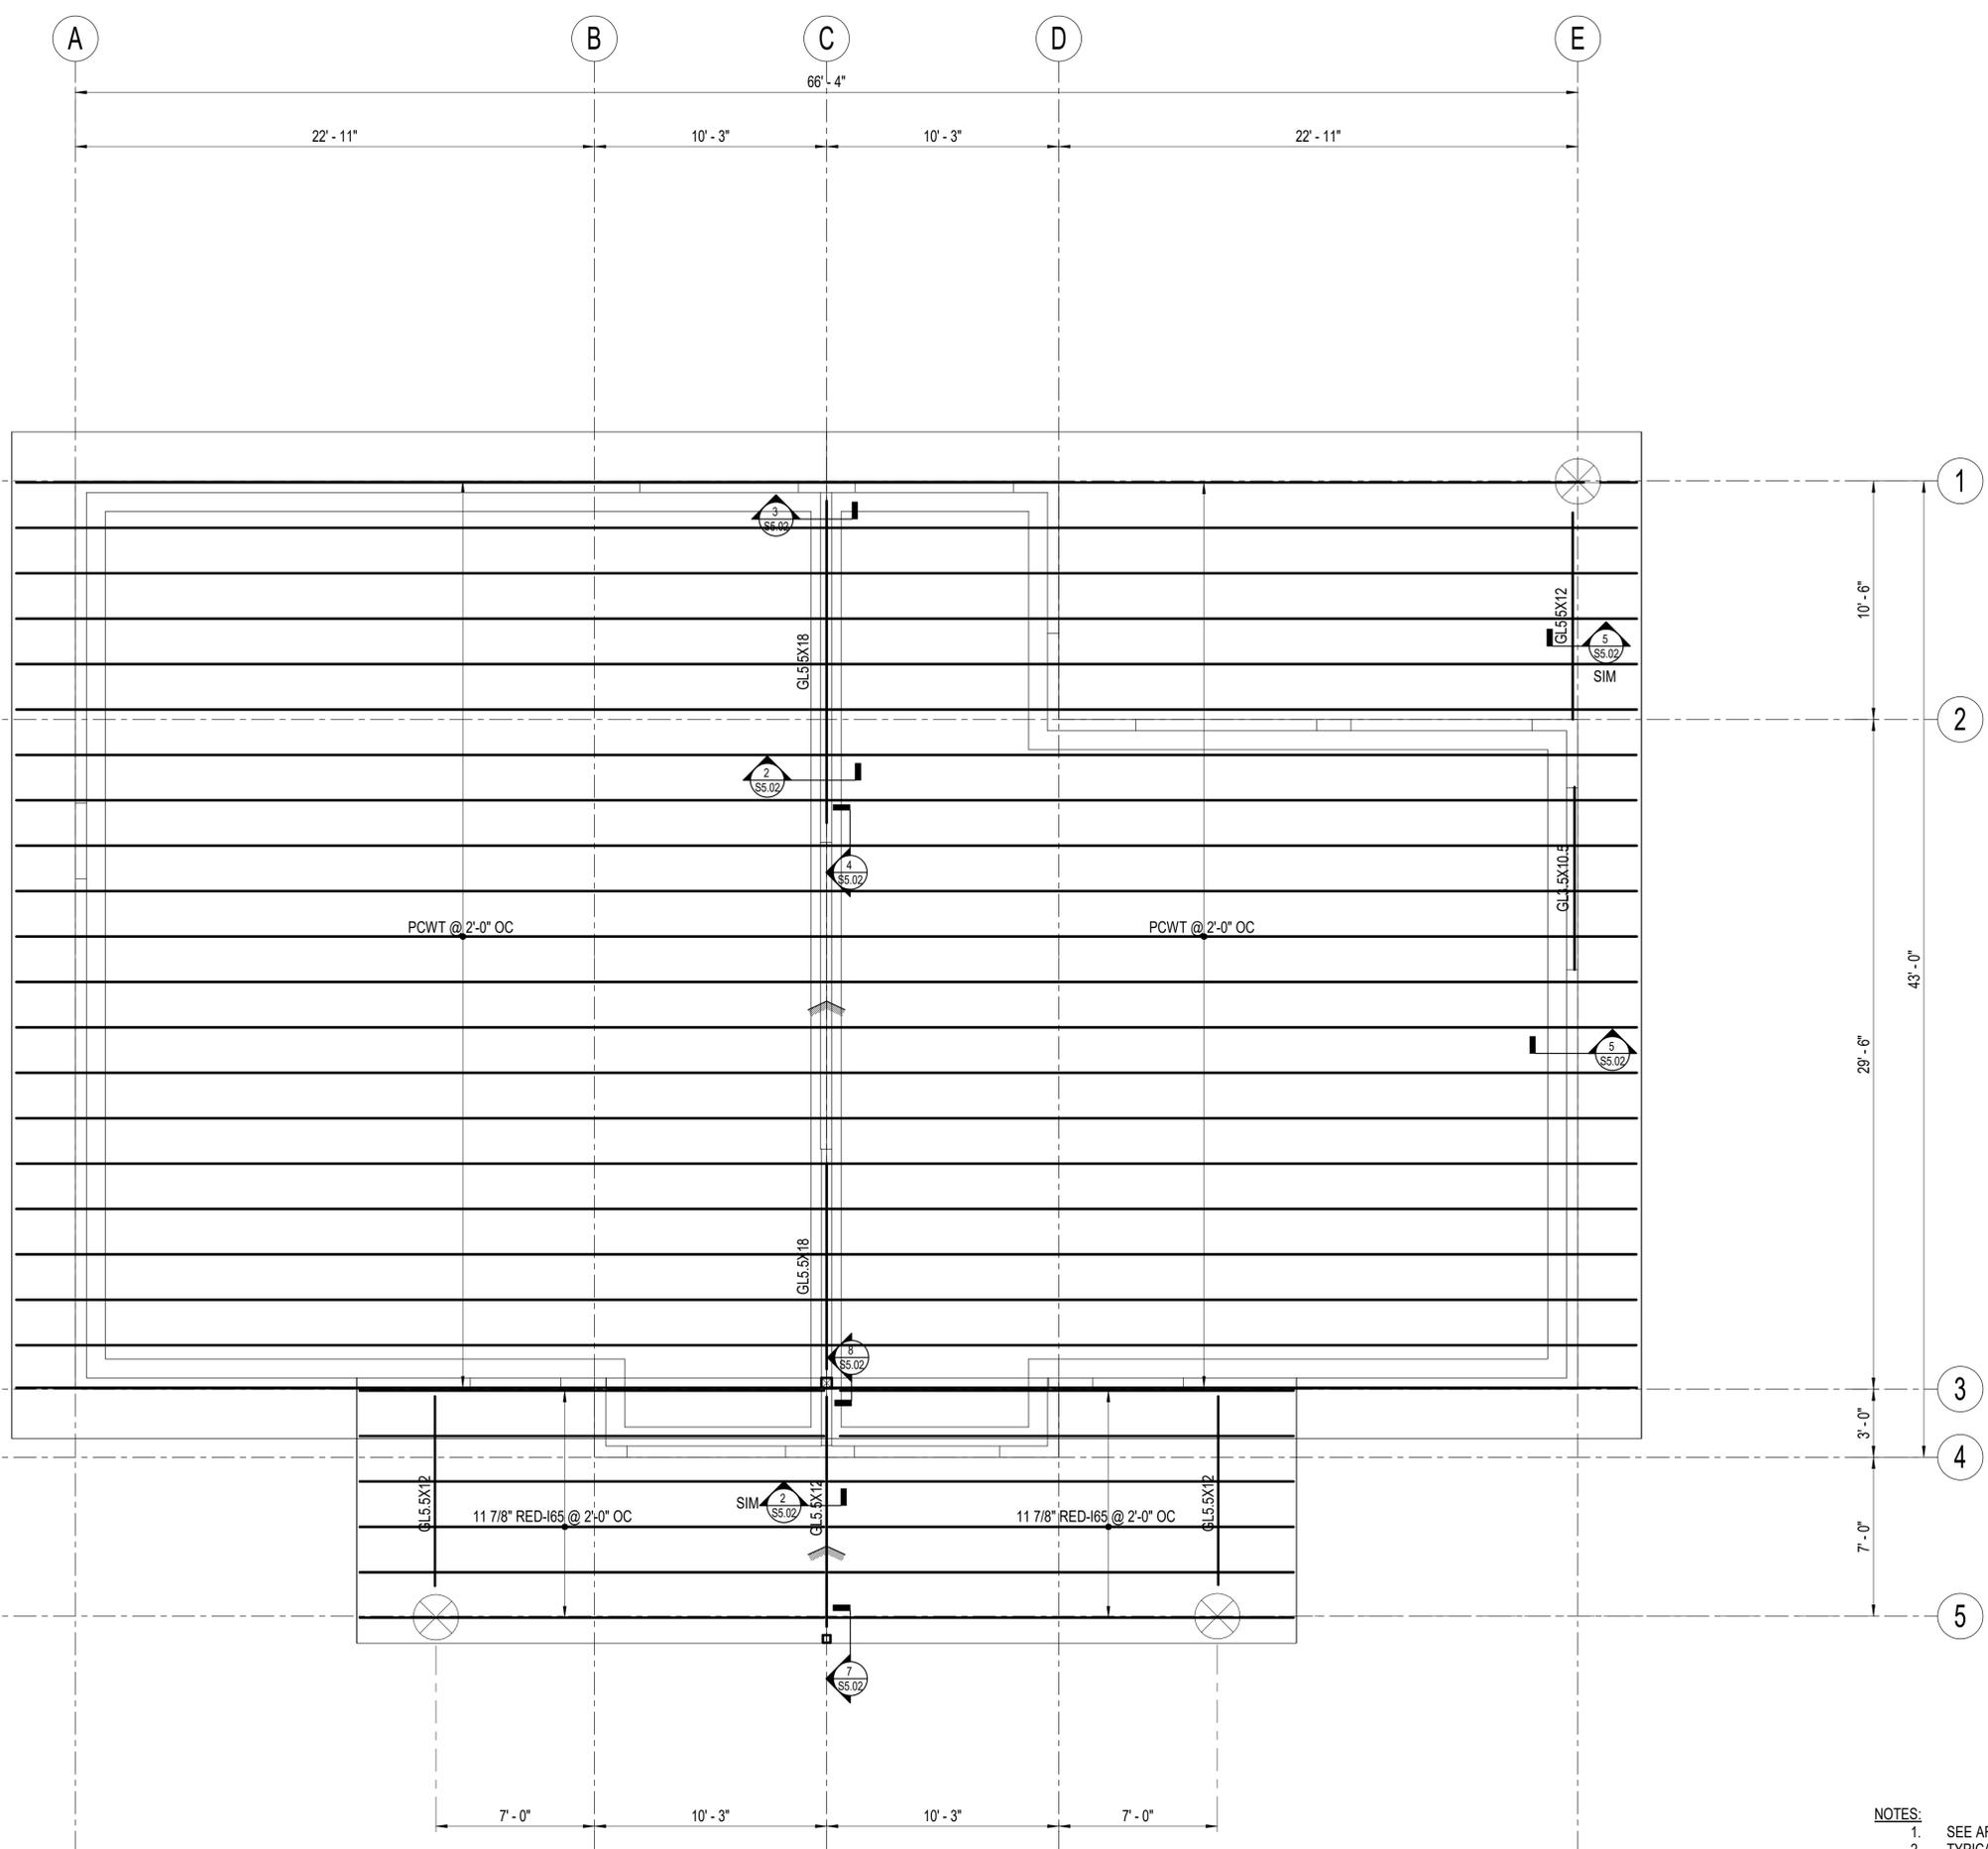 A
B
C
D
E
66' - 4"
22' - 11"
10' - 3"
10' - 3"
22' - 11"
1
3
S5.02
10' - 6"
GL5.5X12
GL5.5X18
5
S5.02
SIM
2
2
S5.02
4
S5.02
GL3.5X10.5
PCWT @ 2'-0" OC
PCWT @ 2'-0" OC
43' - 0"
29' - 6"
5
S5.02
GL5.5X18
8
S5.02
3
3' - 0"
4
GL5.5X12
SIM
2
S5.02
GL5.5X12
GL5.5X12
11 7/8" RED-I65 @ 2'-0" OC
11 7/8" RED-I65 @ 2'-0" OC
7' - 0"
5
7
S5.02
7' - 0"
10' - 3"
10' - 3"
7' - 0"
NOTES:
1. SEE